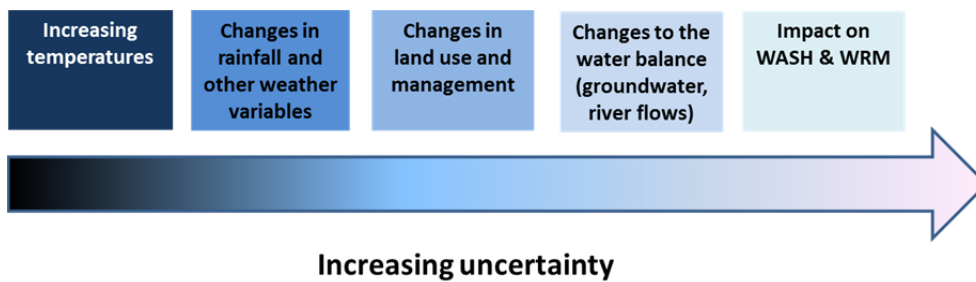 Increasing
temperatures
Changes in
rainfall and
other weather
variables
Changes in
land use and
management
Changes to the
water balance
(groundwater,
river flows)
Impact on
WASH & WRM
Increasing uncertainty